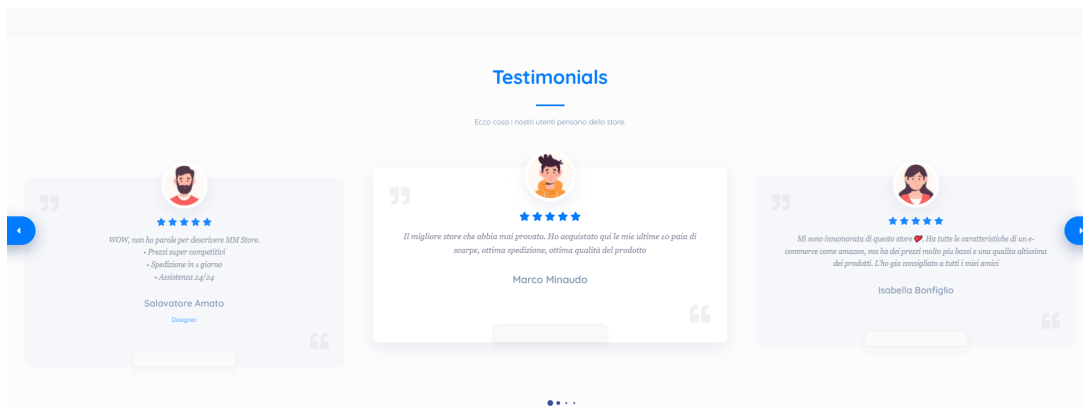 Testimonials
Ecco cosa i nostri utenti pensano dello store.
WOW, non ho parole per descrivere MM Store.
• Prezzi super competitivi
• Spedizione in 1 giorno
• Assistenza 24/24
Salavatore Amato
Designer
Il migliore store che abbia mai provato. Ho acquistato qui le mie ultime 10 paia di
scarpe, ottima spedizione, ottima qualità del prodotto
Marco Minaudo
Mi sono innamorata di questo store 💖. Ha tutte le caratteristiche di un e-
commerce come amazon, ma ha dei prezzi molto piu bassi e una qualita altissima
dei prodotti. L'ho gia consigliato a tutti i miei amici
Isabella Bonfiglio